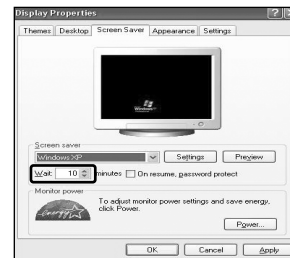 Display Properties
Themes Desktop Screen Saver Appearance Settings
Windows xp
Screen saver
Windows XP Settings Preview
Wait: 10 minutes On resume, password protect
Monitor power
To adjust monitor power settings and save energy,
click Power.
energy
Power...
OK Cancel Apply